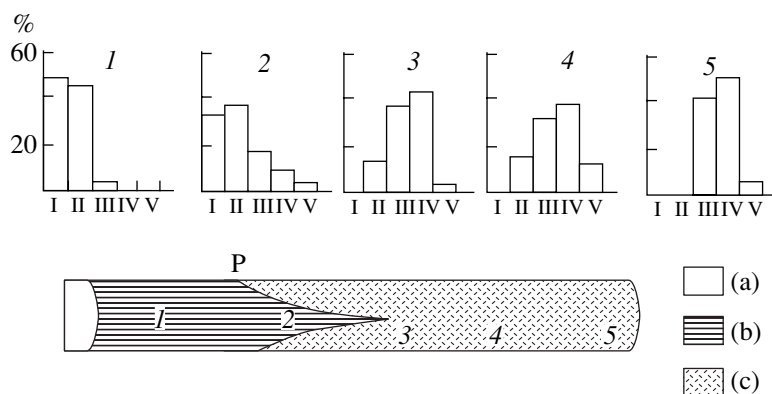 %
60
20
1
2
3
4
5
I II III IV V
I II III IV V
I II III IV V
I II III IV V
I II III IV V
P
1 2 3 4 5
(a)
(b)
(c)